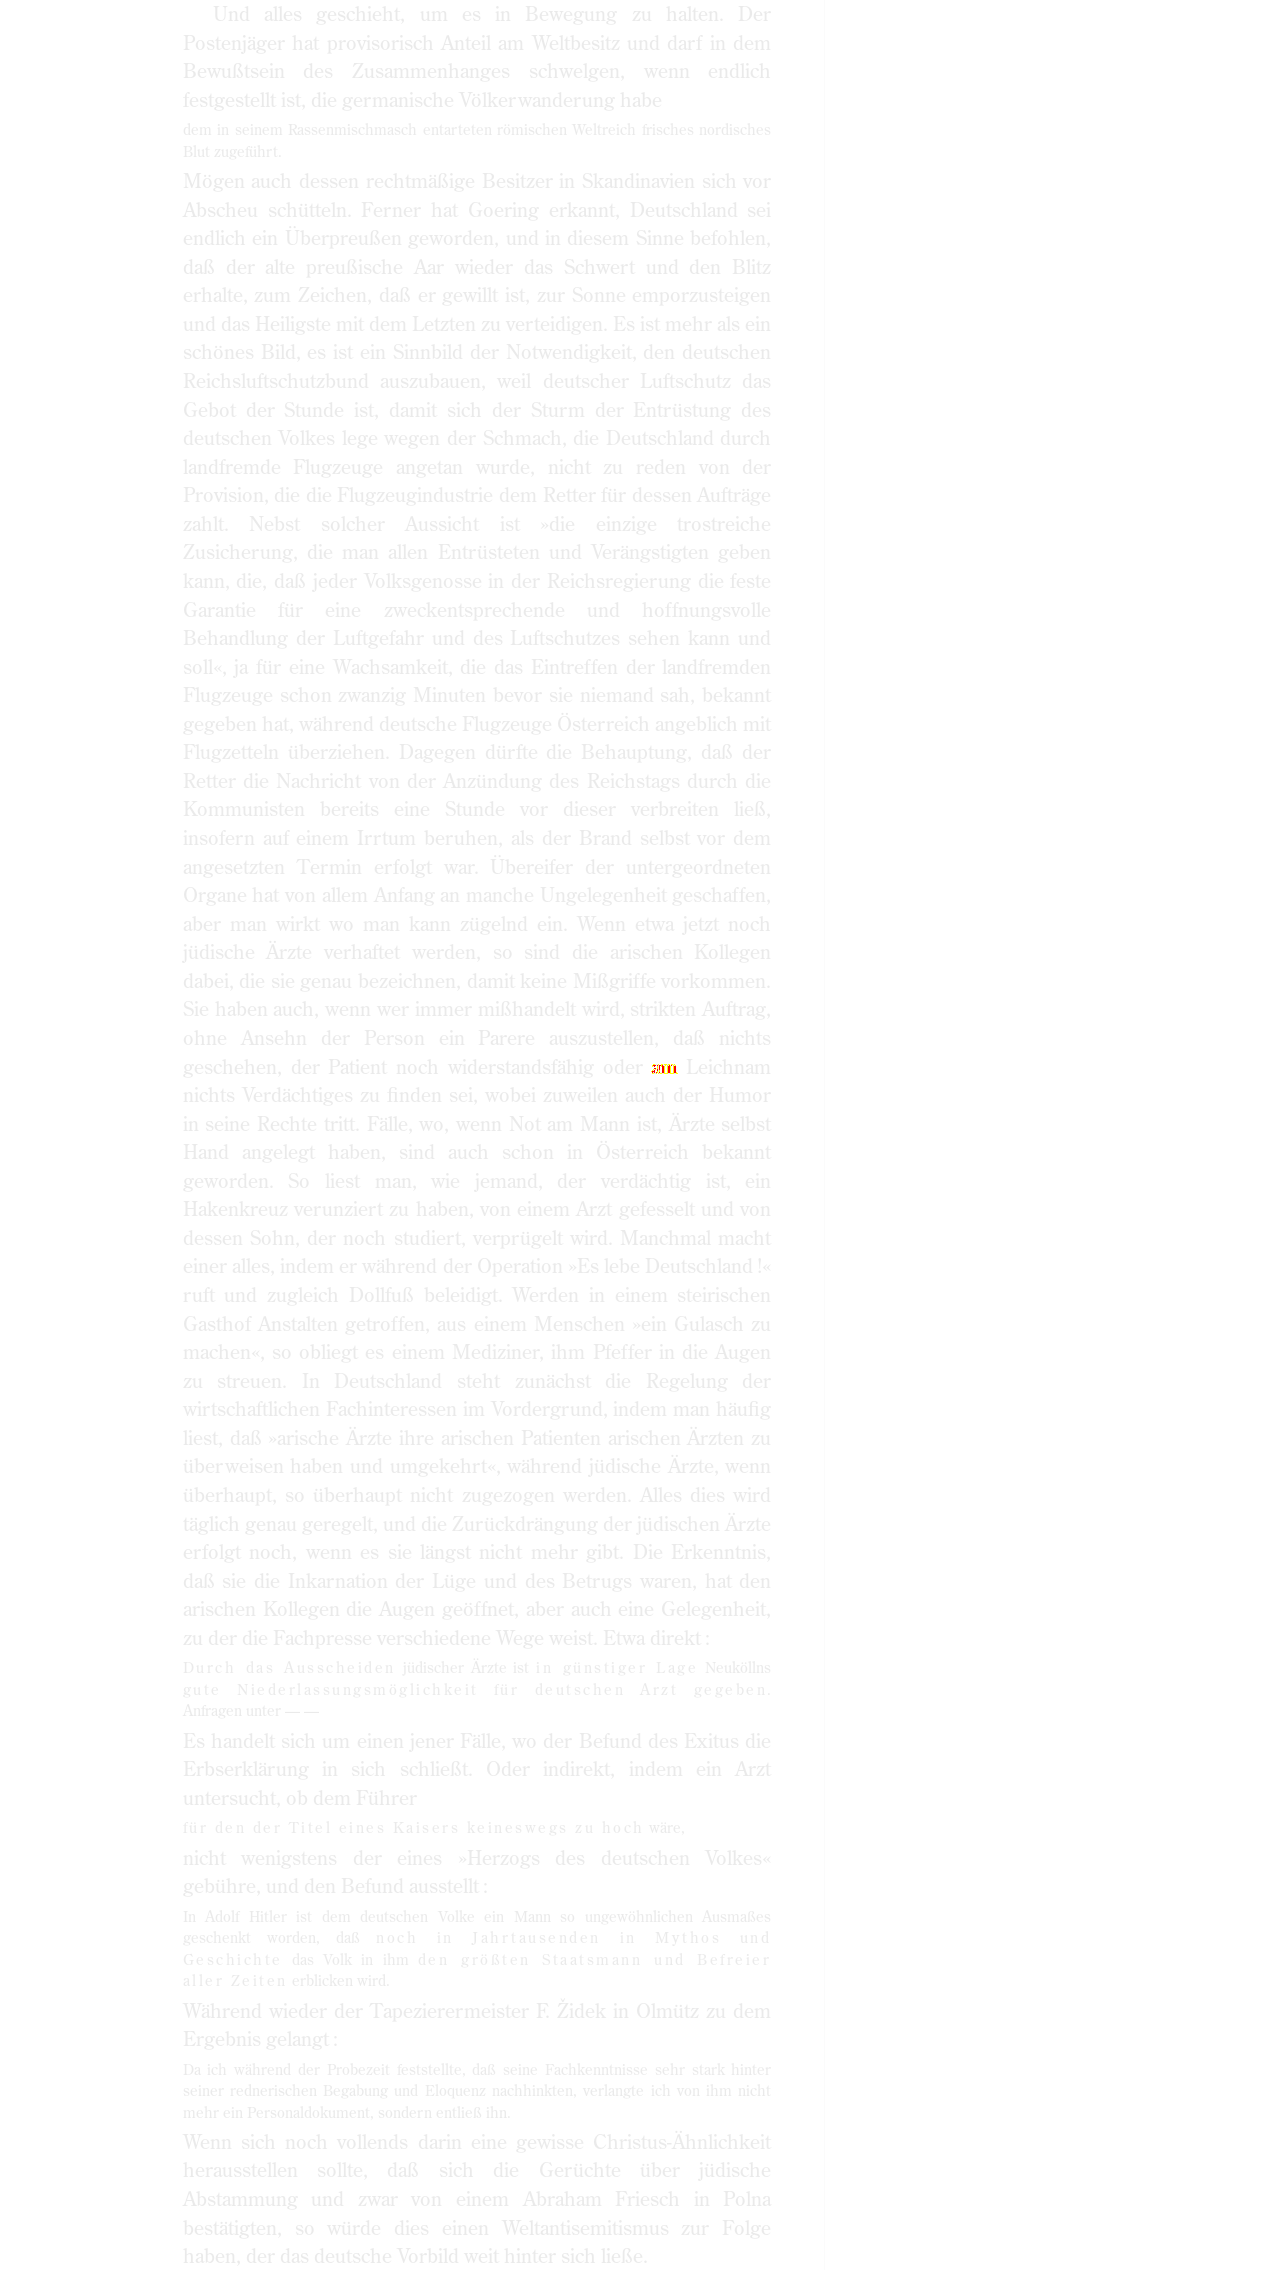 Und alles geschieht, um es in Bewegung zu halten. Der
Postenjäger hat provisorisch Anteil am Weltbesitz und darf in dem
Bewußtsein des Zusammenhanges schwelgen, wenn endlich
festgestellt ist, die germanische Völkerwanderung habe
dem in seinem Rassenmischmasch entarteten römischen Weltreich frisches nordisches
Blut zugeführt.
Mögen auch dessen rechtmäßige Besitzer in Skandinavien sich vor
Abscheu schütteln. Ferner hat Goering erkannt, Deutschland sei
endlich ein Überpreußen geworden, und in diesem Sinne befohlen,
daß der alte preußische Aar wieder das Schwert und den Blitz
erhalte, zum Zeichen, daß er gewillt ist, zur Sonne emporzusteigen
und das Heiligste mit dem Letzten zu verteidigen. Es ist mehr als ein
schönes Bild, es ist ein Sinnbild der Notwendigkeit, den deutschen
Reichsluftschutzbund auszubauen, weil deutscher Luftschutz das
Gebot der Stunde ist, damit sich der Sturm der Entrüstung des
deutschen Volkes lege wegen der Schmach, die Deutschland durch
landfremde Flugzeuge angetan wurde, nicht zu reden von der
Provision, die die Flugzeugindustrie dem Retter für dessen Aufträge
zahlt. Nebst solcher Aussicht ist »die einzige trostreiche
Zusicherung, die man allen Entrüsteten und Verängstigten geben
kann, die, daß jeder Volksgenosse in der Reichsregierung die feste
Garantie für eine zweckentsprechende und hoffnungsvolle
Behandlung der Luftgefahr und des Luftschutzes sehen kann und
soll«, ja für eine Wachsamkeit, die das Eintreffen der landfremden
Flugzeuge schon zwanzig Minuten bevor sie niemand sah, bekannt
gegeben hat, während deutsche Flugzeuge Österreich angeblich mit
Flugzetteln überziehen. Dagegen dürfte die Behauptung, daß der
Retter die Nachricht von der Anzündung des Reichstags durch die
Kommunisten bereits eine Stunde vor dieser verbreiten ließ,
insofern auf einem Irrtum beruhen, als der Brand selbst vor dem
angesetzten Termin erfolgt war. Übereifer der untergeordneten
Organe hat von allem Anfang an manche Ungelegenheit geschaffen,
aber man wirkt wo man kann zügelnd ein. Wenn etwa jetzt noch
jüdische Ärzte verhaftet werden, so sind die arischen Kollegen
dabei, die sie genau bezeichnen, damit keine Mißgriffe vorkommen.
Sie haben auch, wenn wer immer mißhandelt wird, strikten Auftrag,
ohne Ansehn der Person ein Parere auszustellen, daß nichts
geschehen, der Patient noch widerstandsfähig oder am Leichnam
nichts Verdächtiges zu finden sei, wobei zuweilen auch der Humor
in seine Rechte tritt. Fälle, wo, wenn Not am Mann ist, Ärzte selbst
Hand angelegt haben, sind auch schon in Österreich bekannt
geworden. So liest man, wie jemand, der verdächtig ist, ein
Hakenkreuz verunziert zu haben, von einem Arzt gefesselt und von
dessen Sohn, der noch studiert, verprügelt wird. Manchmal macht
einer alles, indem er während der Operation »Es lebe Deutschland !«
ruft und zugleich Dollfuß beleidigt. Werden in einem steirischen
Gasthof Anstalten getroffen, aus einem Menschen »ein Gulasch zu
machen«, so obliegt es einem Mediziner, ihm Pfeffer in die Augen
zu streuen. In Deutschland steht zunächst die Regelung der
wirtschaftlichen Fachinteressen im Vordergrund, indem man häufig
liest, daß »arische Ärzte ihre arischen Patienten arischen Ärzten zu
überweisen haben und umgekehrt«, während jüdische Ärzte, wenn
überhaupt, so überhaupt nicht zugezogen werden. Alles dies wird
täglich genau geregelt, und die Zurückdrängung der jüdischen Ärzte
erfolgt noch, wenn es sie längst nicht mehr gibt. Die Erkenntnis,
daß sie die Inkarnation der Lüge und des Betrugs waren, hat den
arischen Kollegen die Augen geöffnet, aber auch eine Gelegenheit,
zu der die Fachpresse verschiedene Wege weist. Etwa direkt :
Durch das Ausscheiden jüdischer Ärzte ist in günstiger Lage Neuköllns
gute Niederlassungsmöglichkeit für deutschen Arzt gegeben.
Anfragen unter — —
Es handelt sich um einen jener Fälle, wo der Befund des Exitus die
Erbserklärung in sich schließt. Oder indirekt, indem ein Arzt
untersucht, ob dem Führer
für den der Titel eines Kaisers keineswegs zu hoch wäre,
nicht wenigstens der eines »Herzogs des deutschen Volkes«
gebühre, und den Befund ausstellt :
In Adolf Hitler ist dem deutschen Volke ein Mann so ungewöhnlichen Ausmaßes
geschenkt worden, daß noch in Jahrtausenden in Mythos und
Geschichte das Volk in ihm den größten Staatsmann und Befreier
aller Zeiten erblicken wird.
Während wieder der Tapezierermeister F. Židek in Olmütz zu dem
Ergebnis gelangt :
Da ich während der Probezeit feststellte, daß seine Fachkenntnisse sehr stark hinter
seiner rednerischen Begabung und Eloquenz nachhinkten, verlangte ich von ihm nicht
mehr ein Personaldokument, sondern entließ ihn.
Wenn sich noch vollends darin eine gewisse Christus-Ähnlichkeit
herausstellen sollte, daß sich die Gerüchte über jüdische
Abstammung und zwar von einem Abraham Friesch in Polna
bestätigten, so würde dies einen Weltantisemitismus zur Folge
haben, der das deutsche Vorbild weit hinter sich ließe.